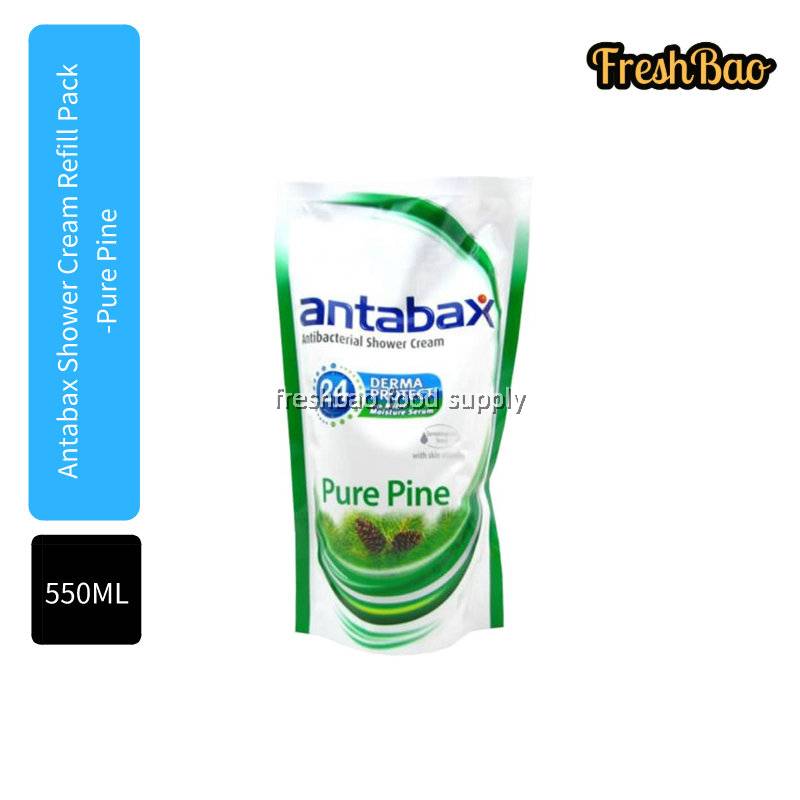 FreshBao
Antabax Shower Cream Refill Pack
-Pure Pine
550ML
antabax
Antibacterial Shower Cream
24
DERMA
PROTECT
Moisture Serum
freshbao.food supply
with skin
Pure Pine